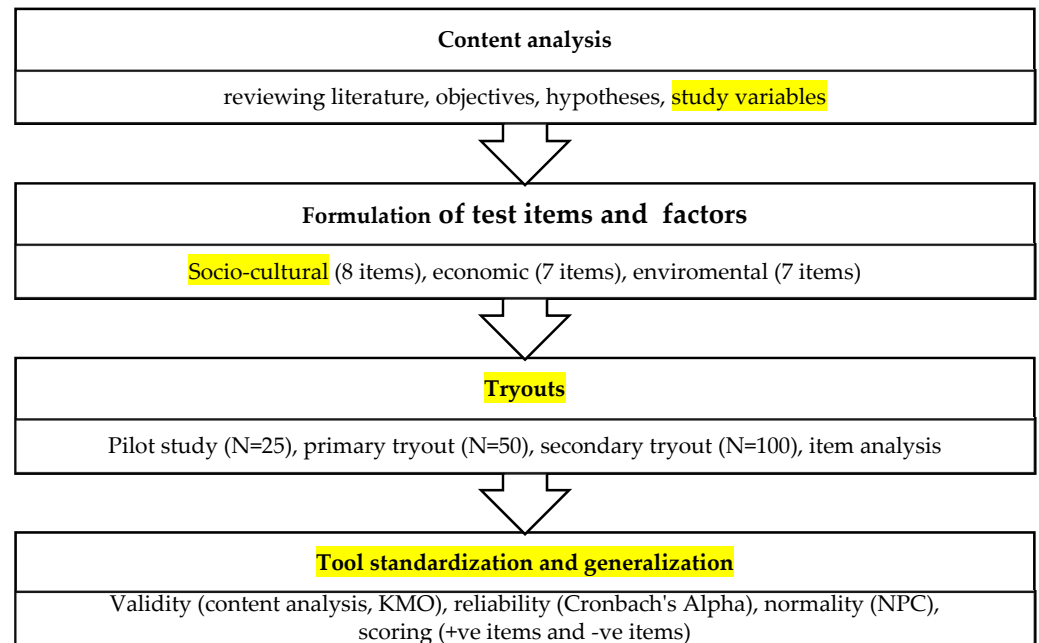 Content analysis
reviewing literature, objectives, hypotheses, study variables
Formulation of test items and factors
Socio-cultural (8 items), economic (7 items), enviromental (7 items)
Tryouts
Pilot study (N=25), primary tryout (N=50), secondary tryout (N=100), item analysis
Tool standardization and generalization
Validity (content analysis, KMO), reliability (Cronbach's Alpha), normality (NPC),
scoring (+ve items and -ve items)